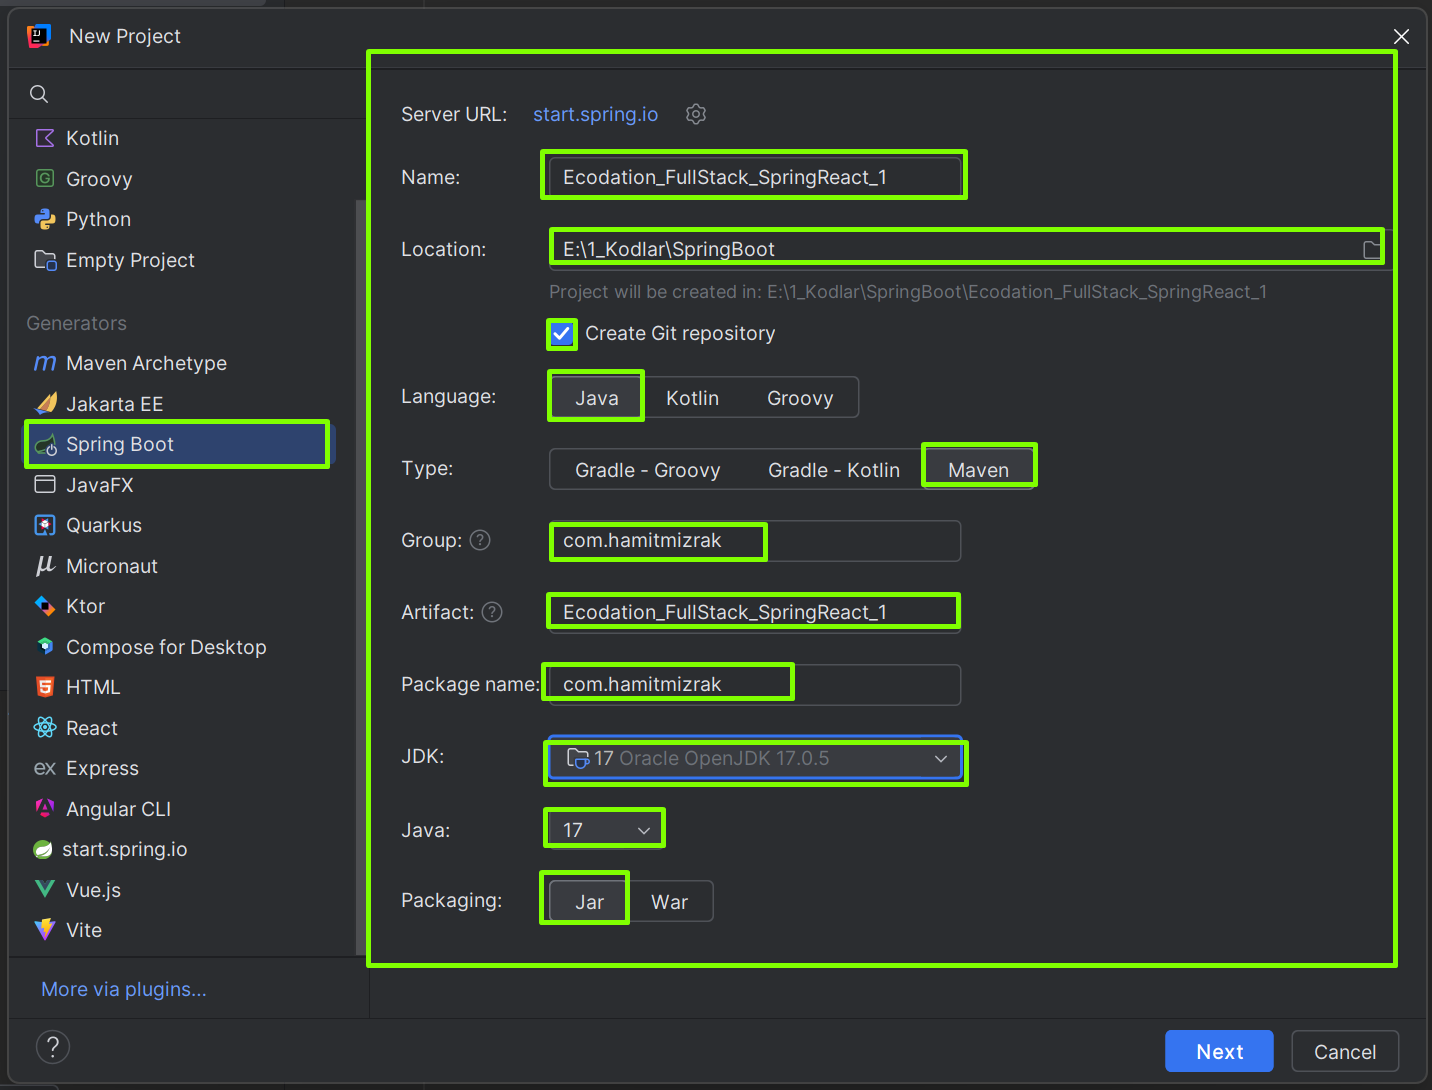 New Project
Kotlin
Groovy
Python
Empty Project
Generators
Maven Archetype
Jakarta EE
Spring Boot
JavaFX
Quarkus
Micronaut
Ktor
Compose for Desktop
HTML
React
Express
Angular CLI
start.spring.io
Vue.js
Vite
More via plugins...
Server URL: start.spring.io
Name: Ecodation_FullStack_SpringReact_1
Location: E:\1_Kodlar\SpringBoot
Project will be created in: E:\1_Kodlar\SpringBoot\Ecodation_FullStack_SpringReact_1
Create Git repository
Language: Java Kotlin Groovy
Type: Gradle - Groovy Gradle - Kotlin Maven
Group: ? com.hamitmizrak
Artifact: ? Ecodation_FullStack_SpringReact_1
Package name: com.hamitmizrak
JDK: 17 Oracle OpenJDK 17.0.5
Java: 17
Packaging: Jar War
? Next Cancel